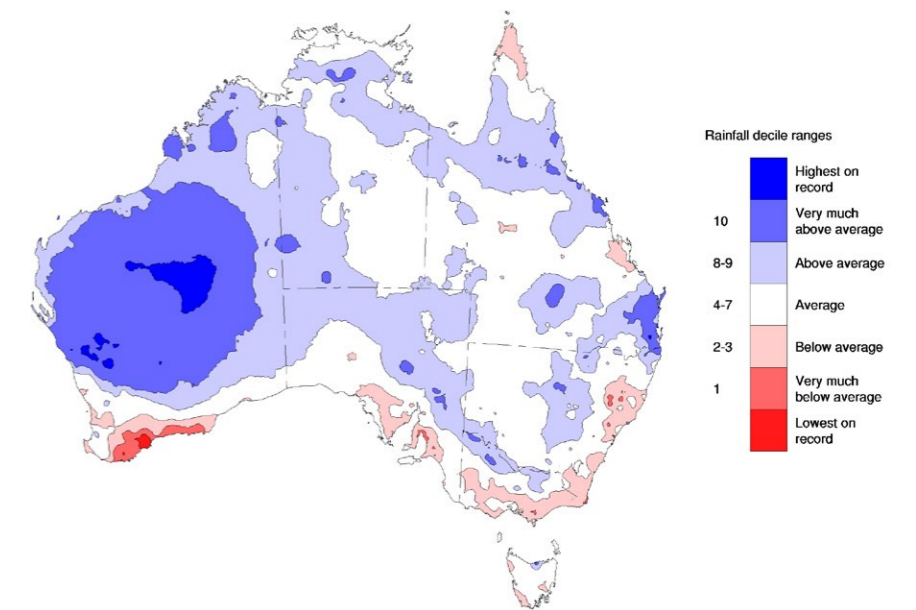 Rainfall decile ranges
Highest on
record
10
Very much
above average
8-9
Above average
4-7
Average
2-3
Below average
1
Very much
below average
Lowest on
record